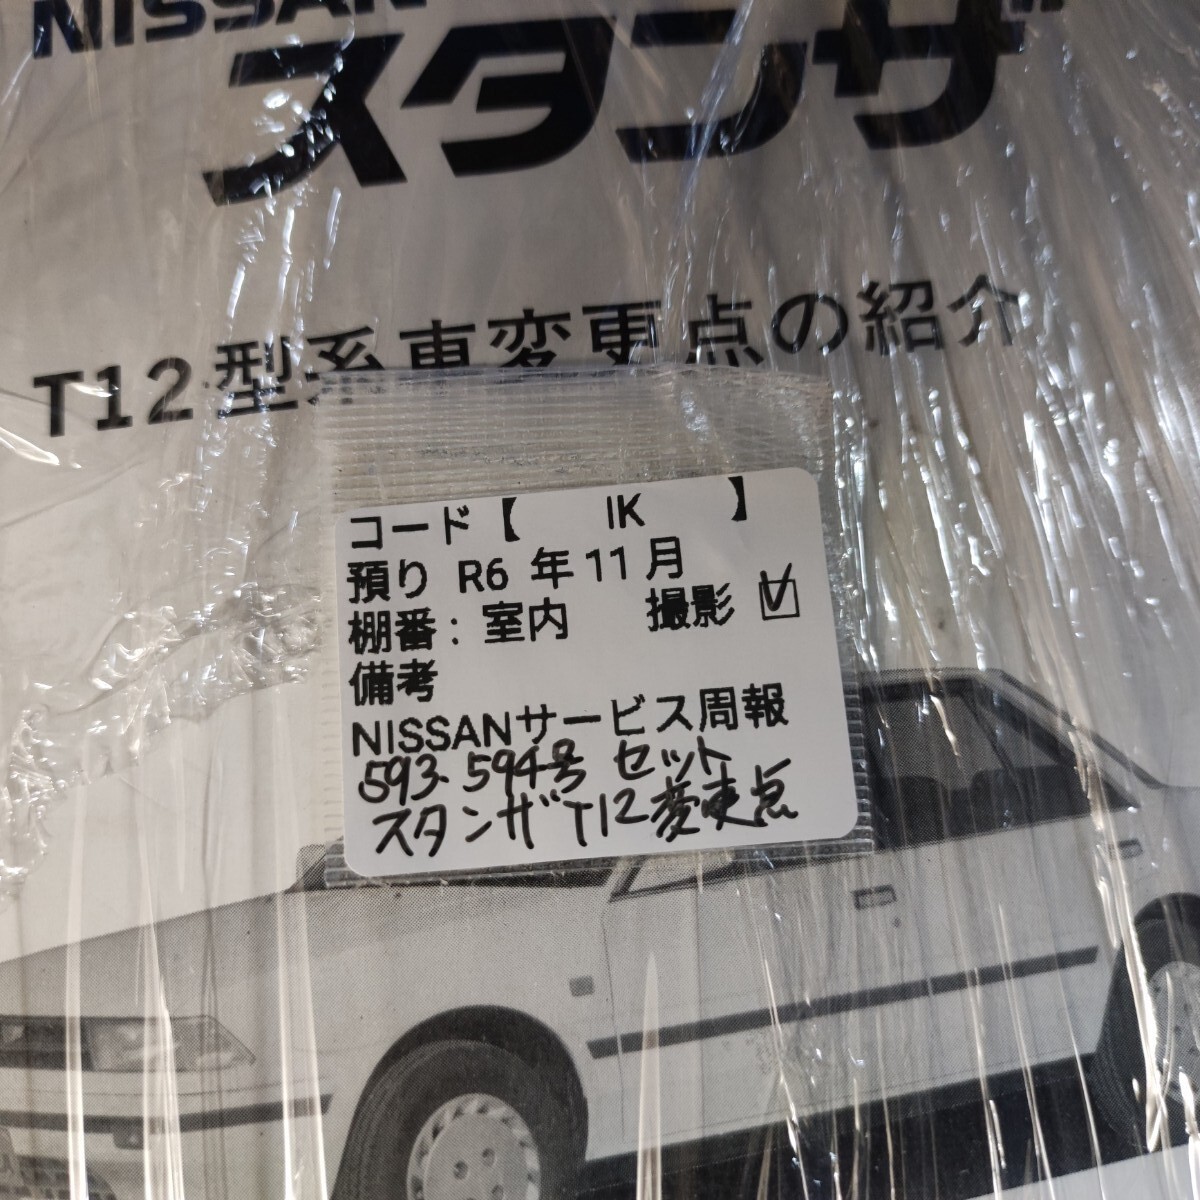 NISSAN
スタンザ
T12型系車変更点の紹介
コード【 IK 】
預り R6 年 11 月
棚番: 室内 撮影 ☑
備考
NISSANサービス周報
593. 594号 セット
スタンザ T12変更点